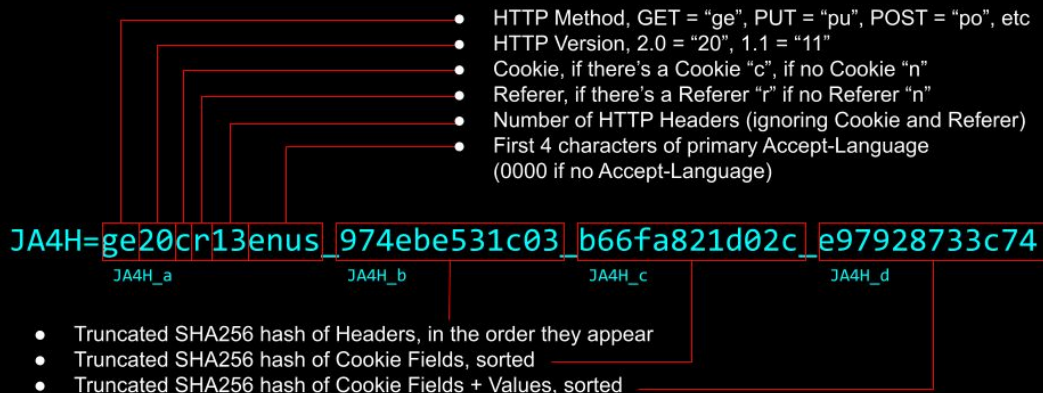 ● HTTP Method, GET = “ge”, PUT = “pu”, POST = “po”, etc
● HTTP Version, 2.0 = “20”, 1.1 = “11”
● Cookie, if there’s a Cookie “c”, if no Cookie “n”
● Referer, if there’s a Referer “r” if no Referer “n”
● Number of HTTP Headers (ignoring Cookie and Referer)
● First 4 characters of primary Accept-Language
(0000 if no Accept-Language)
JA4H=ge20cr13enus_974ebe531c03_b66fa821d02c_e97928733c74
JA4H_a JA4H_b JA4H_c JA4H_d
● Truncated SHA256 hash of Headers, in the order they appear
● Truncated SHA256 hash of Cookie Fields, sorted
● Truncated SHA256 hash of Cookie Fields + Values, sorted